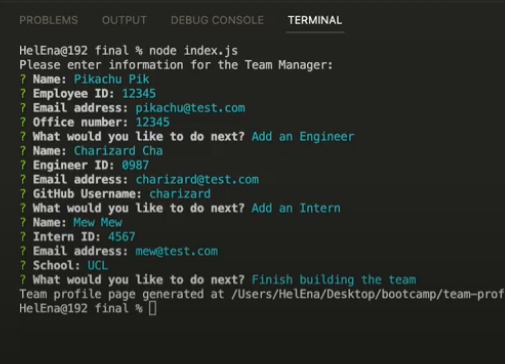 PROBLEMS OUTPUT DEBUG CONSOLE TERMINAL
HelEna@192 final % node index.js
Please enter information for the Team Manager:
? Name: Pikachu Pik
? Employee ID: 12345
? Email address: pikachu@test.com
? Office number: 12345
? What would you like to do next? Add an Engineer
? Name: Charizard Cha
? Engineer ID: 0987
? Email address: charizard@test.com
? GitHub Username: charizard
? What would you like to do next? Add an Intern
? Name: Mew Mew
? Intern ID: 4567
? Email address: mew@test.com
? School: UCL
? What would you like to do next? Finish building the team
Team profile page generated at /Users/HelEna/Desktop/bootcamp/team-prof
HelEna@192 final %